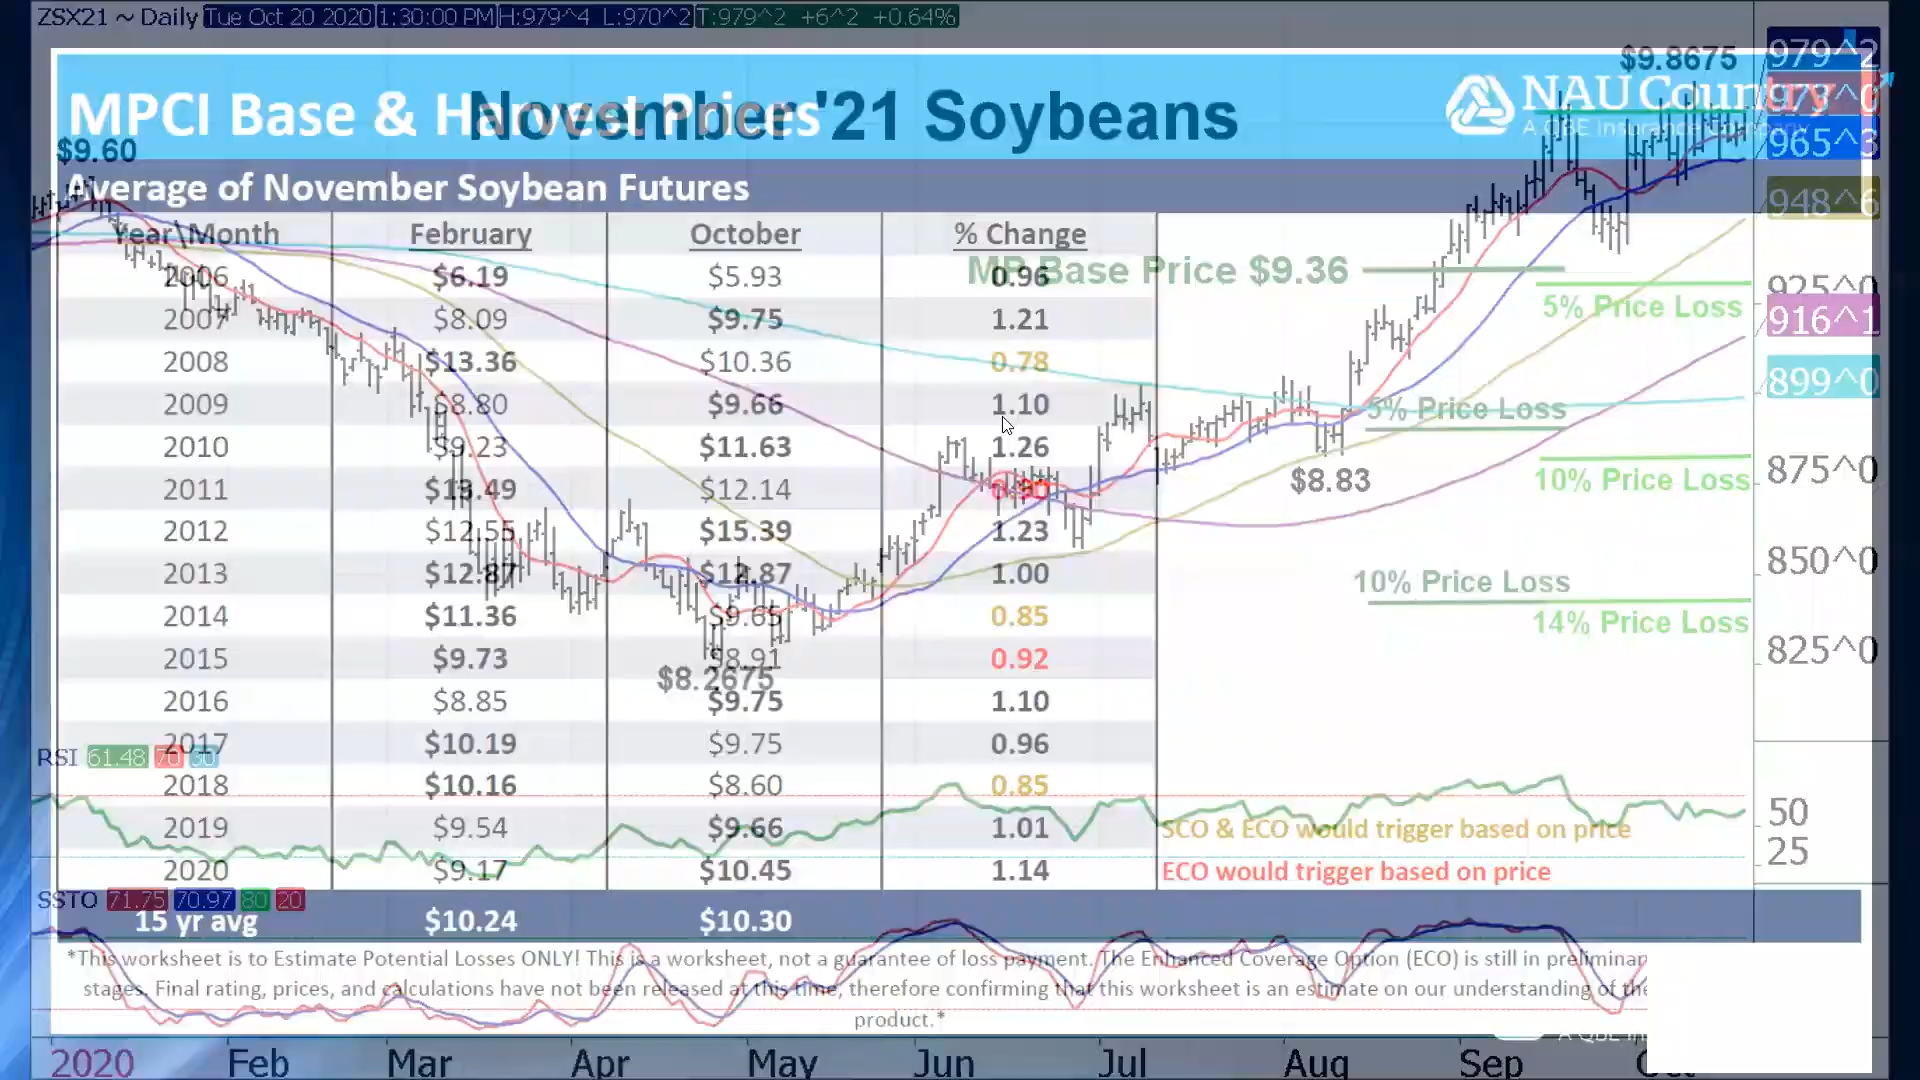 ZSX21 ~ Daily Tue Oct 20 2020 1:30:00 PM H:979^4 L:970^2 T:979^2 +6^2 +0.64%
$9.8675
979^2
MPCI Base & Harvest Prices
November'21 Soybeans
NAU Country
A QBE Insurance Company
973^0
965^3
$9.60
Average of November Soybean Futures
948^6
Year\Month February October % Change
MP Base Price $9.36
2006 $6.19 $5.93 0.96
925^0
5% Price Loss
2007 $8.09 $9.75 1.21
916^1
2008 $13.36 $10.36 0.78
899^0
2009 $8.80 $9.66 1.10
5% Price Loss
2010 $9.23 $11.63 1.26
875^0
10% Price Loss
$8.83
2011 $13.49 $12.14 0.90
2012 $12.55 $15.39 1.23
850^0
2013 $12.87 $12.87 1.00
10% Price Loss
2014 $11.36 $9.65 0.85
14% Price Loss
825^0
2015 $9.73 $8.91 0.92
$8.2675
2016 $8.85 $9.75 1.10
2017 $10.19 $9.75 0.96
RSI 61.48 70 30
2018 $10.16 $8.60 0.85
50
2019 $9.54 $9.66 1.01
SCO & ECO would trigger based on price
25
2020 $9.17 $10.45 1.14
ECO would trigger based on price
SSTO 71.75 70.97 80 20
15 yr avg $10.24 $10.30
*This worksheet is to Estimate Potential Losses ONLY! This is a worksheet, not a guarantee of loss payment. The Enhanced Coverage Option (ECO) is still in preliminar
stages. Final rating, prices, and calculations have not been released at this time, therefore confirming that this worksheet is an estimate on our understanding of the
product.*
2020 Feb Mar Apr May Jun Jul Aug Sep